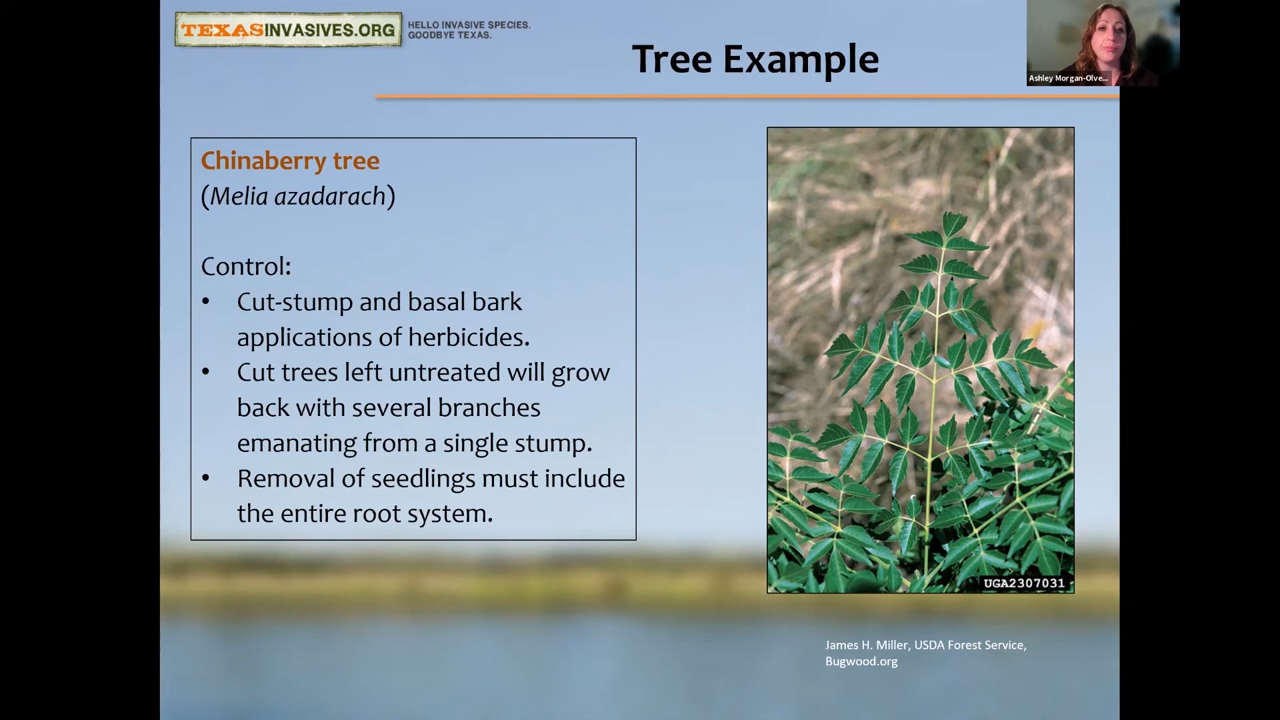 TEXASINVASIVES.ORG
HELLO INVASIVE SPECIES.
GOODBYE TEXAS.
Tree Example
Ashley Morgan-Olve...
Chinaberry tree
(Melia azadarach)
Control:
• Cut-stump and basal bark
applications of herbicides.
• Cut trees left untreated will grow
back with several branches
emanating from a single stump.
• Removal of seedlings must include
the entire root system.
UGA2307031
James H. Miller, USDA Forest Service,
Bugwood.org